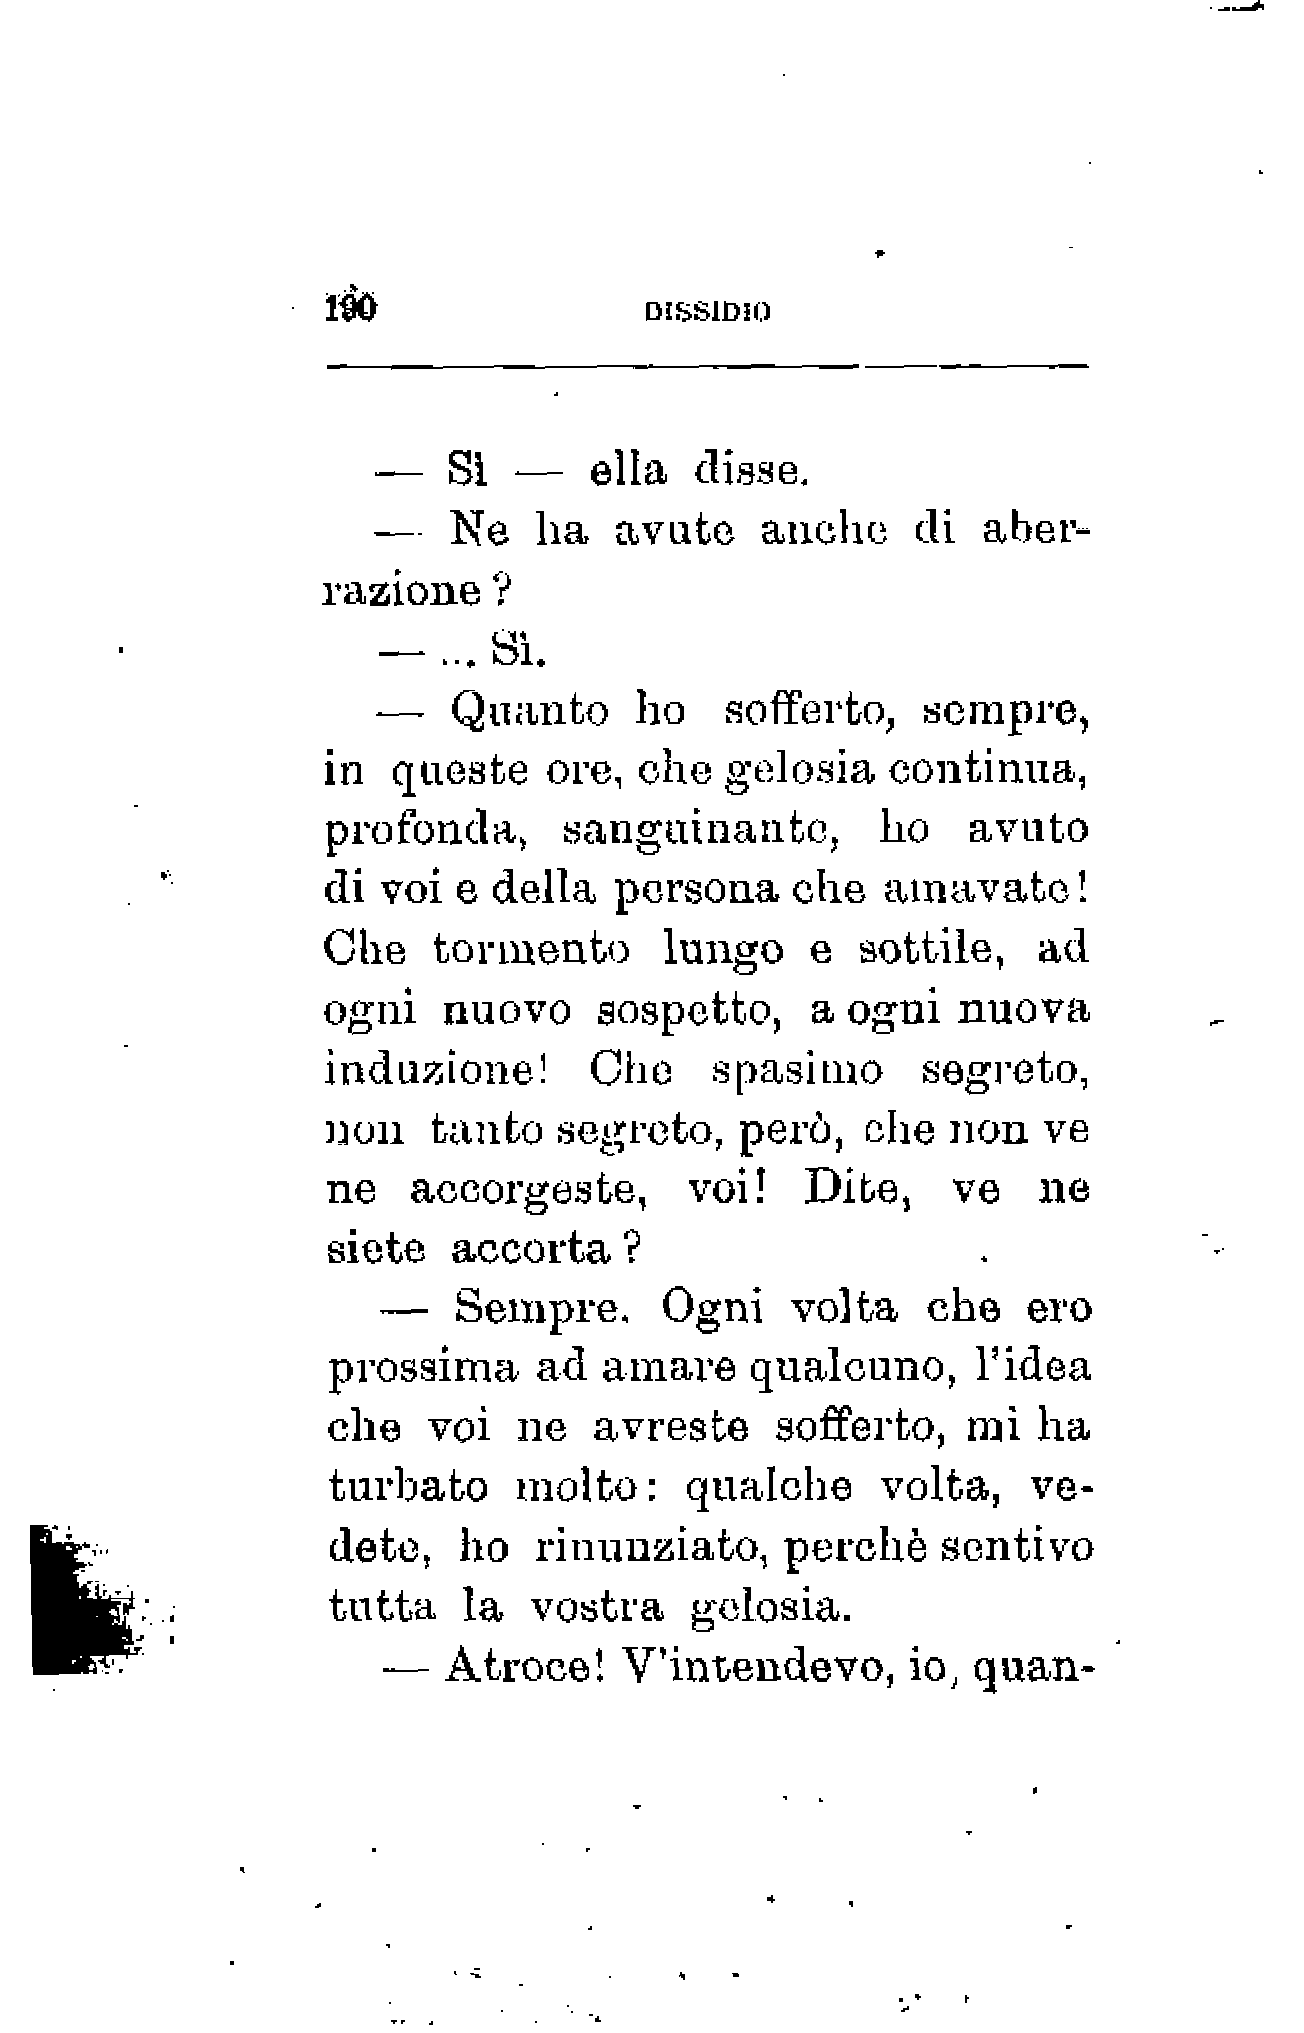 190 DISSIDIO
— Sì — ella disse.
— Ne ha avute anche di aber-
razione?
— ... Sì.
— Quanto ho sofferto, sempre,
in queste ore, che gelosia continua,
profonda, sanguinante, ho avuto
di voi e della persona che amavate!
Che tormento lungo e sottile, ad
ogni nuovo sospetto, a ogni nuova
induzione! Che spasimo segreto,
non tanto segreto, però, che non ve
ne accorgeste, voi! Dite, ve ne
siete accorta?
— Sempre. Ogni volta che ero
prossima ad amare qualcuno, l'idea
che voi ne avreste sofferto, mi ha
turbato molto: qualche volta, ve-
dete, ho rinunziato, perchè sentivo
tutta la vostra gelosia.
— Atroce! V'intendevo, io, quan-